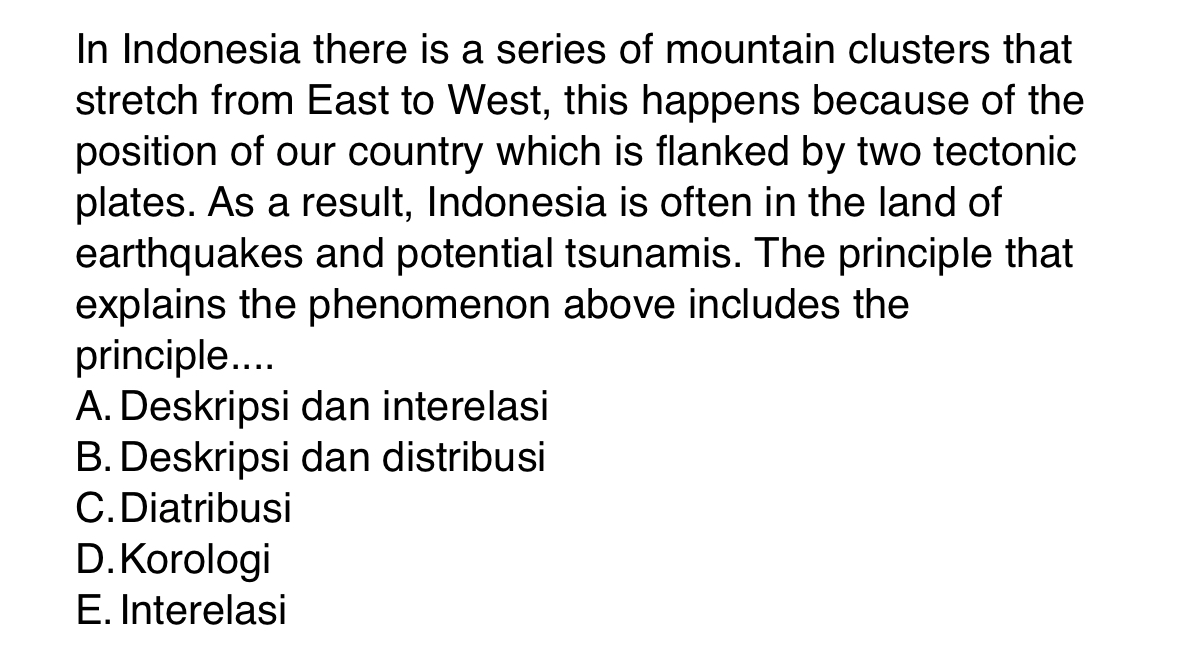 In Indonesia there is a series of mountain clusters that
stretch from East to West, this happens because of the
position of our country which is flanked by two tectonic
plates. As a result, Indonesia is often in the land of
earthquakes and potential tsunamis. The principle that
explains the phenomenon above includes the
principle....
A. Deskripsi dan interelasi
B. Deskripsi dan distribusi
C. Diatribusi
D. Korologi
E. Interelasi